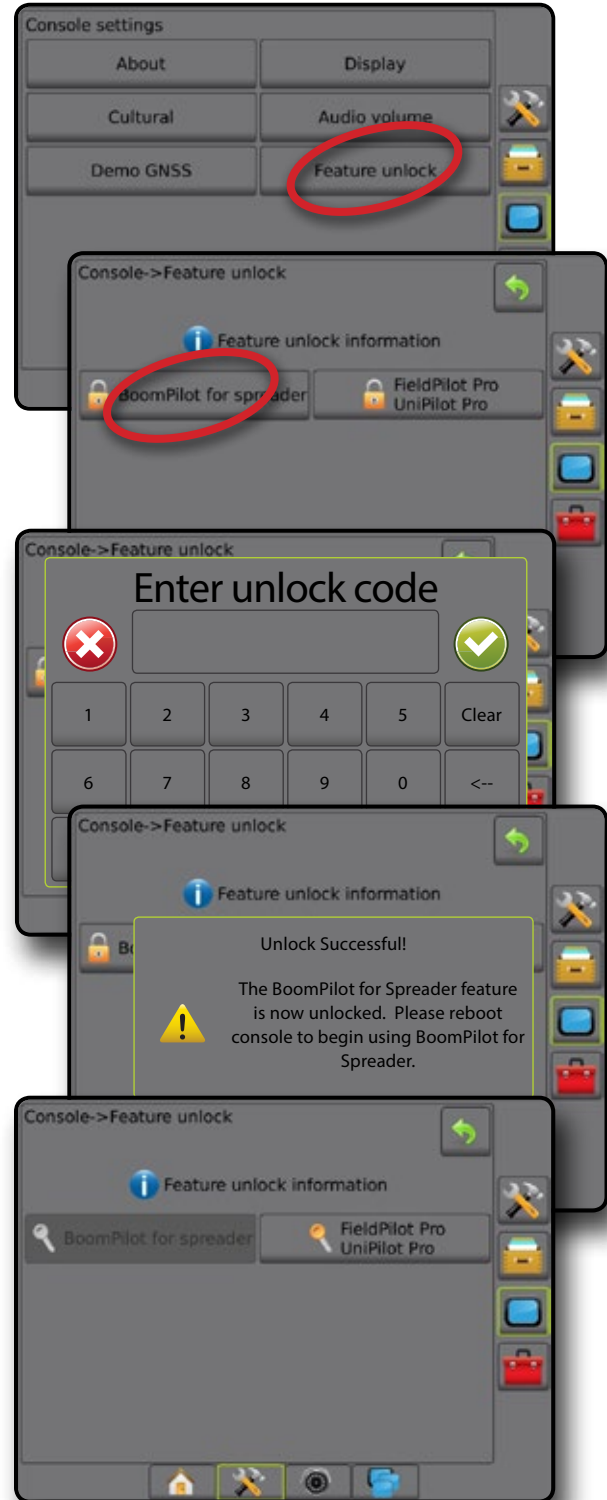 Console settings
About
Display
Cultural
Audio volume
Demo GNSS
Feature unlock
Console->Feature unlock
Feature unlock information
BoomPilot for spreader
FieldPilot Pro
UniPilot Pro
Console->Feature unlock
Enter unlock code
1 2 3 4 5 Clear
6 7 8 9 0 <--
Console->Feature unlock
Feature unlock information
Unlock Successful!
The BoomPilot for Spreader feature
is now unlocked. Please reboot
console to begin using BoomPilot for
Spreader.
Console->Feature unlock
Feature unlock information
BoomPilot for spreader
FieldPilot Pro
UniPilot Pro